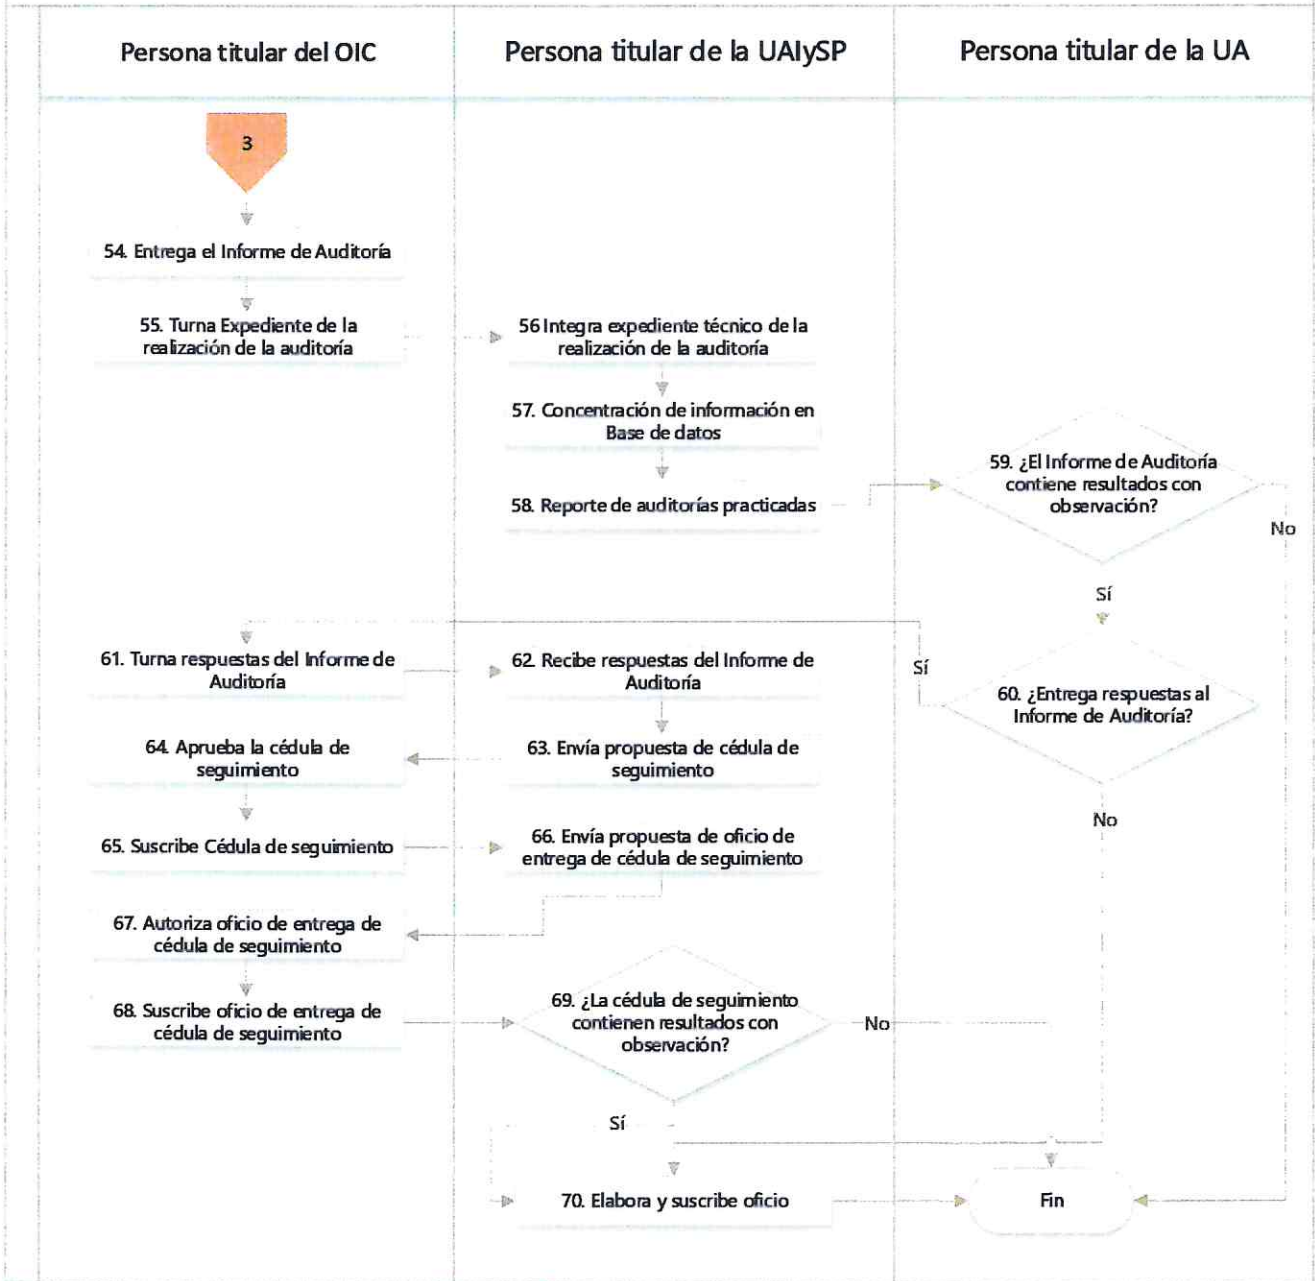 Persona titular del OIC
Persona titular de la UAIySP
Persona titular de la UA
3
54. Entrega el Informe de Auditoría
55. Turna Expediente de la
realización de la auditoría
56 Integra expediente técnico de la
realización de la auditoría
57. Concentración de información en
Base de datos
58. Reporte de auditorías practicadas
59. ¿El Informe de Auditoría
contiene resultados con
observación?
No
Sí
60. ¿Entrega respuestas al
Informe de Auditoría?
Sí
No
61. Turna respuestas del Informe de
Auditoría
62. Recibe respuestas del Informe de
Auditoría
63. Envía propuesta de cédula de
seguimiento
64. Aprueba la cédula de
seguimiento
65. Suscribe Cédula de seguimiento
66. Envía propuesta de oficio de
entrega de cédula de seguimiento
67. Autoriza oficio de entrega de
cédula de seguimiento
68. Suscribe oficio de entrega de
cédula de seguimiento
69. ¿La cédula de seguimiento
contienen resultados con
observación?
No
Sí
70. Elabora y suscribe oficio
Fin